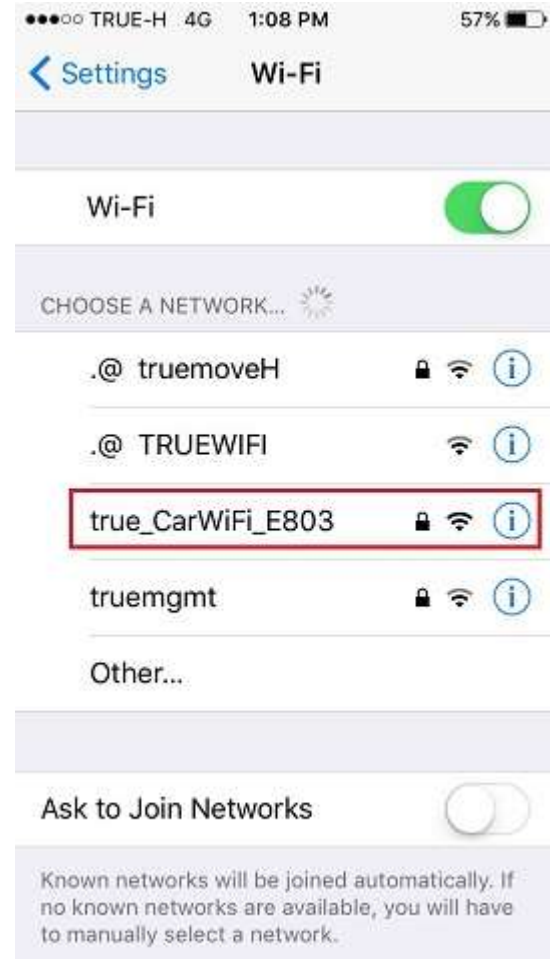 TRUE-H 4G 1:08 PM 57%
Settings Wi-Fi
Wi-Fi
CHOOSE A NETWORK...
.@ truemoveH
.@ TRUEWIFI
true_CarWiFi_E803
truemgmt
Other...
Ask to Join Networks
Known networks will be joined automatically. If
no known networks are available, you will have
to manually select a network.